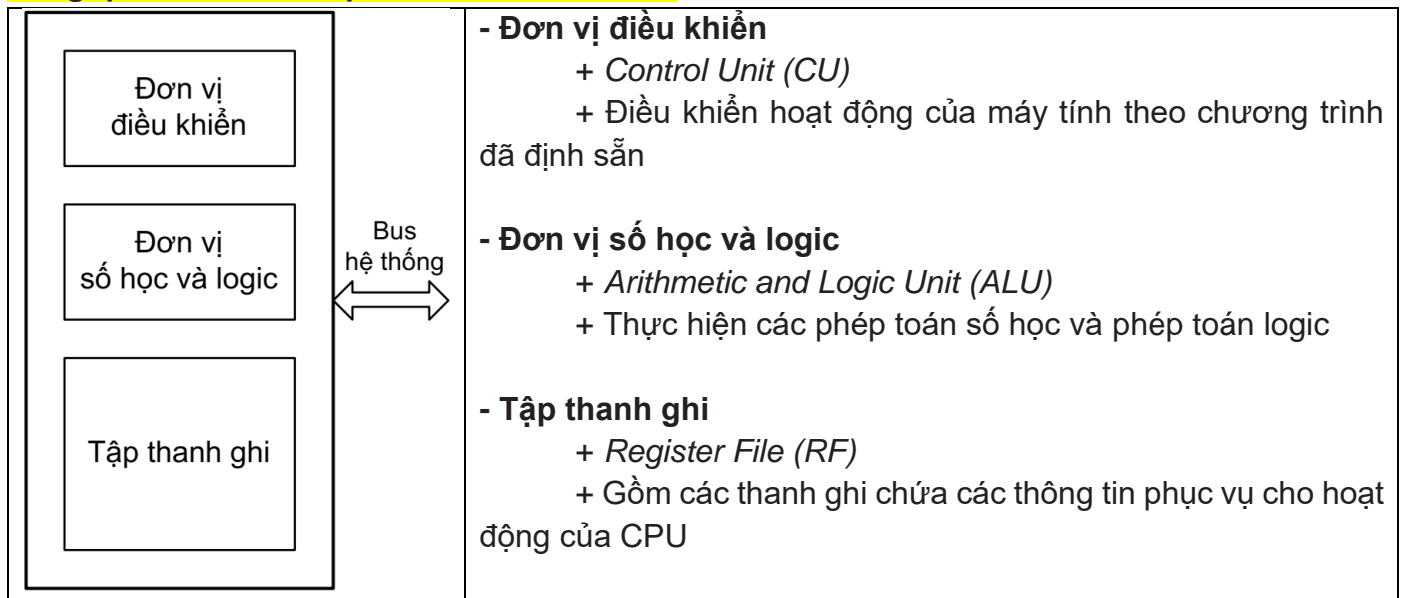 Đơn vị
điều khiển
Đơn vị
số học và logic
Tập thanh ghi
Bus
hệ thống
- Đơn vị điều khiển
+ Control Unit (CU)
+ Điều khiển hoạt động của máy tính theo chương trình
đã định sẵn
- Đơn vị số học và logic
+ Arithmetic and Logic Unit (ALU)
+ Thực hiện các phép toán số học và phép toán logic
- Tập thanh ghi
+ Register File (RF)
+ Gồm các thanh ghi chứa các thông tin phục vụ cho hoạt
động của CPU